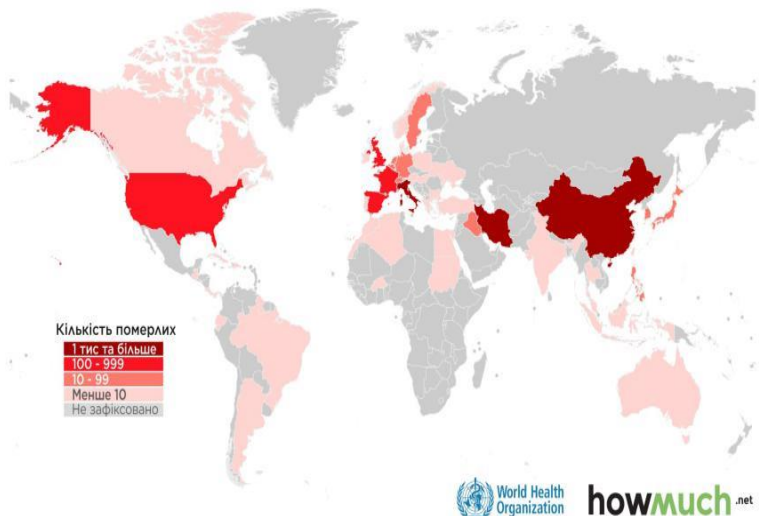 Кількість померлих
1 тис та більше
100 - 999
10 - 99
Менше 10
Не зафіксовано
World Health
Organization
howmuch.net